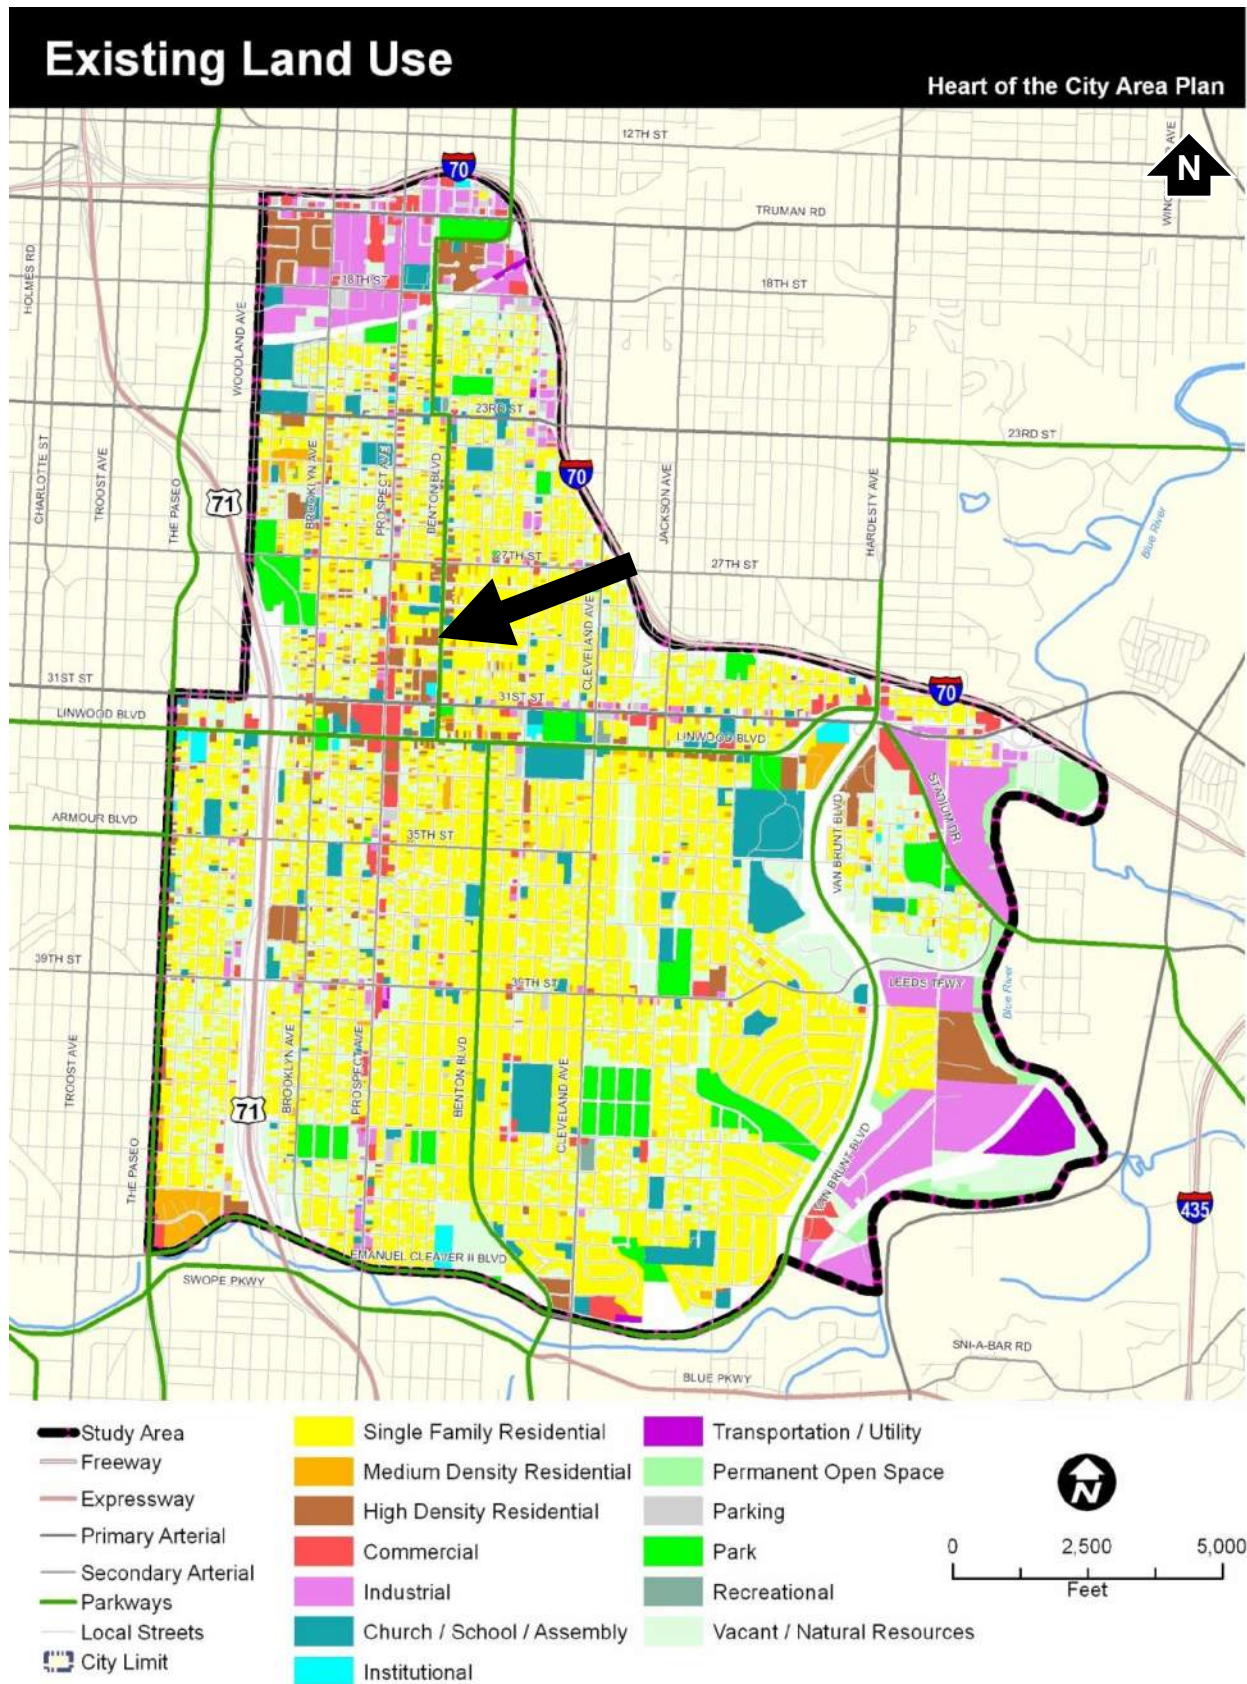 Existing Land Use
Heart of the City Area Plan
12TH ST
70
N
WIN
AVE
TRUMAN RD
HOLMES RD
18TH ST
18TH ST
WOODLAND AVE
23RD ST
23RD ST
CHARLOTTE ST
TROOST AVE
THE PASEO
71
BROOKLYN AVE
PROSPECT AVE
BENTON BLVD
70
JACKSON AVE
HARDESTY AVE
Blue River
27TH ST
27TH ST
CLEVELAND AVE
31ST ST
31ST ST
70
LINWOOD BLVD
LINWOOD BLVD
STADIUM DR
VAN BRUNT BLVD
ARMOUR BLVD
35TH ST
39TH ST
39TH ST
LEEDS TFWY
Blue River
TROOST AVE
BROOKLYN AVE
PROSPECT AVE
BENTON BLVD
CLEVELAND AVE
71
VAN BRUNT BLVD
THE PASEO
435
EMANUEL CLEAVER II BLVD
SWOPE PKWY
SNI-A-BAR RD
BLUE PKWY
Study Area
Freeway
Expressway
Primary Arterial
Secondary Arterial
Parkways
Local Streets
City Limit
Single Family Residential
Medium Density Residential
High Density Residential
Commercial
Industrial
Church / School / Assembly
Institutional
Transportation / Utility
Permanent Open Space
Parking
Park
Recreational
Vacant / Natural Resources
N
0 2,500 5,000
Feet